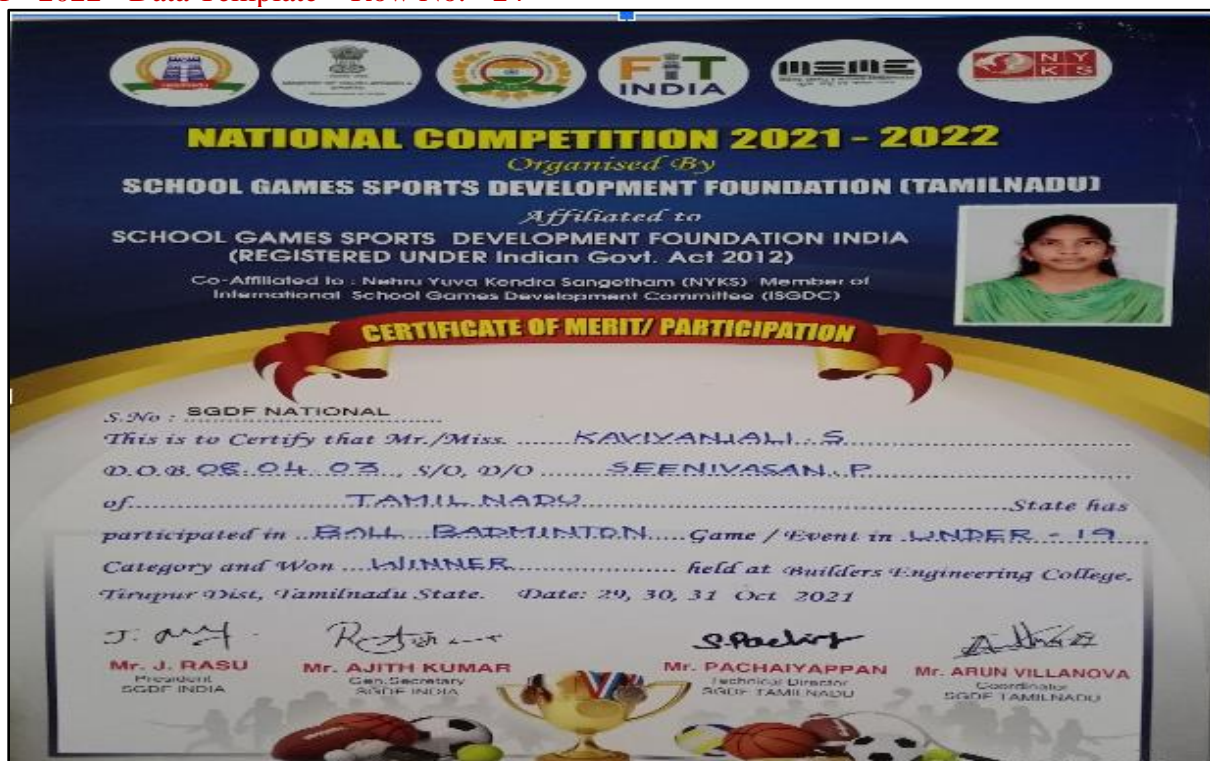 2022 - Data Template - Row No. - 24
FIT
INDIA
MSME
N Y
K S
NATIONAL COMPETITION 2021 - 2022
Organised By
SCHOOL GAMES SPORTS DEVELOPMENT FOUNDATION (TAMILNADU)
Affiliated to
SCHOOL GAMES SPORTS DEVELOPMENT FOUNDATION INDIA
(REGISTERED UNDER Indian Govt. Act 2012)
Co-Affiliated to : Nehru Yuva Kendra Sangetham (NYKS) Member of
International School Games Development Committee (ISGDC)
CERTIFICATE OF MERIT/ PARTICIPATION
S.No : SGDF NATIONAL
This is to Certify that Mr./Miss. KAVIYANJALI. S
D.O.B. 08.04.03, S/O, D/O SEENIVASAN. P
of TAMIL NADU State has
participated in BALL BADMINTON Game / Event in UNDER - 19
Category and Won WINNER held at Builders Engineering College,
Tirupur Dist, Tamilnadu State. Date: 29, 30, 31 Oct 2021
Mr. J. RASU Mr. AJITH KUMAR Mr. PACHAIYAPPAN Mr. ARUN VILLANOVA
President Gen.Secretary Technical Director Coordinator
SGDF INDIA SGDF INDIA SGDF TAMILNADU SGDF TAMILNADU